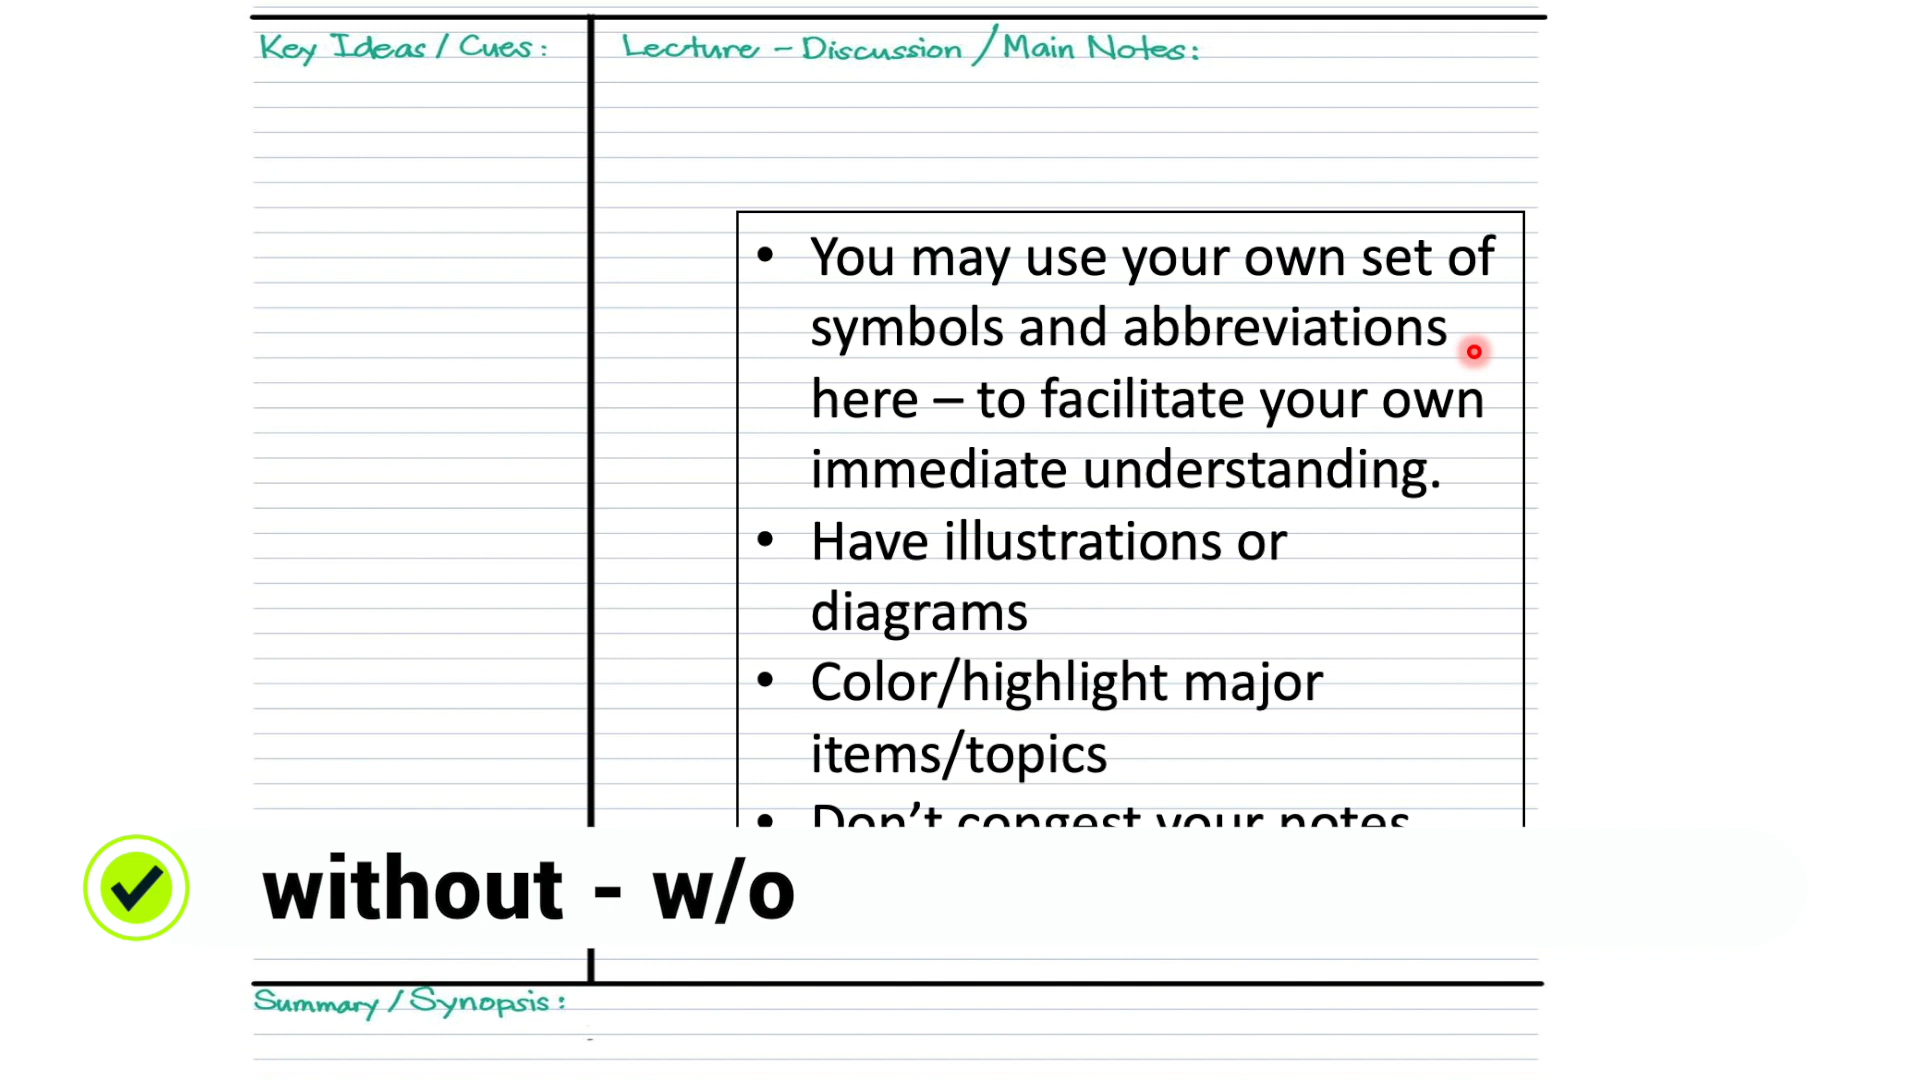 Key Ideas / Cues:
Lecture - Discussion / Main Notes:
• You may use your own set of
symbols and abbreviations
here – to facilitate your own
immediate understanding.
• Have illustrations or
diagrams
• Color/highlight major
items/topics
• Don’t congest your notes
without - w/o
Summary / Synopsis: